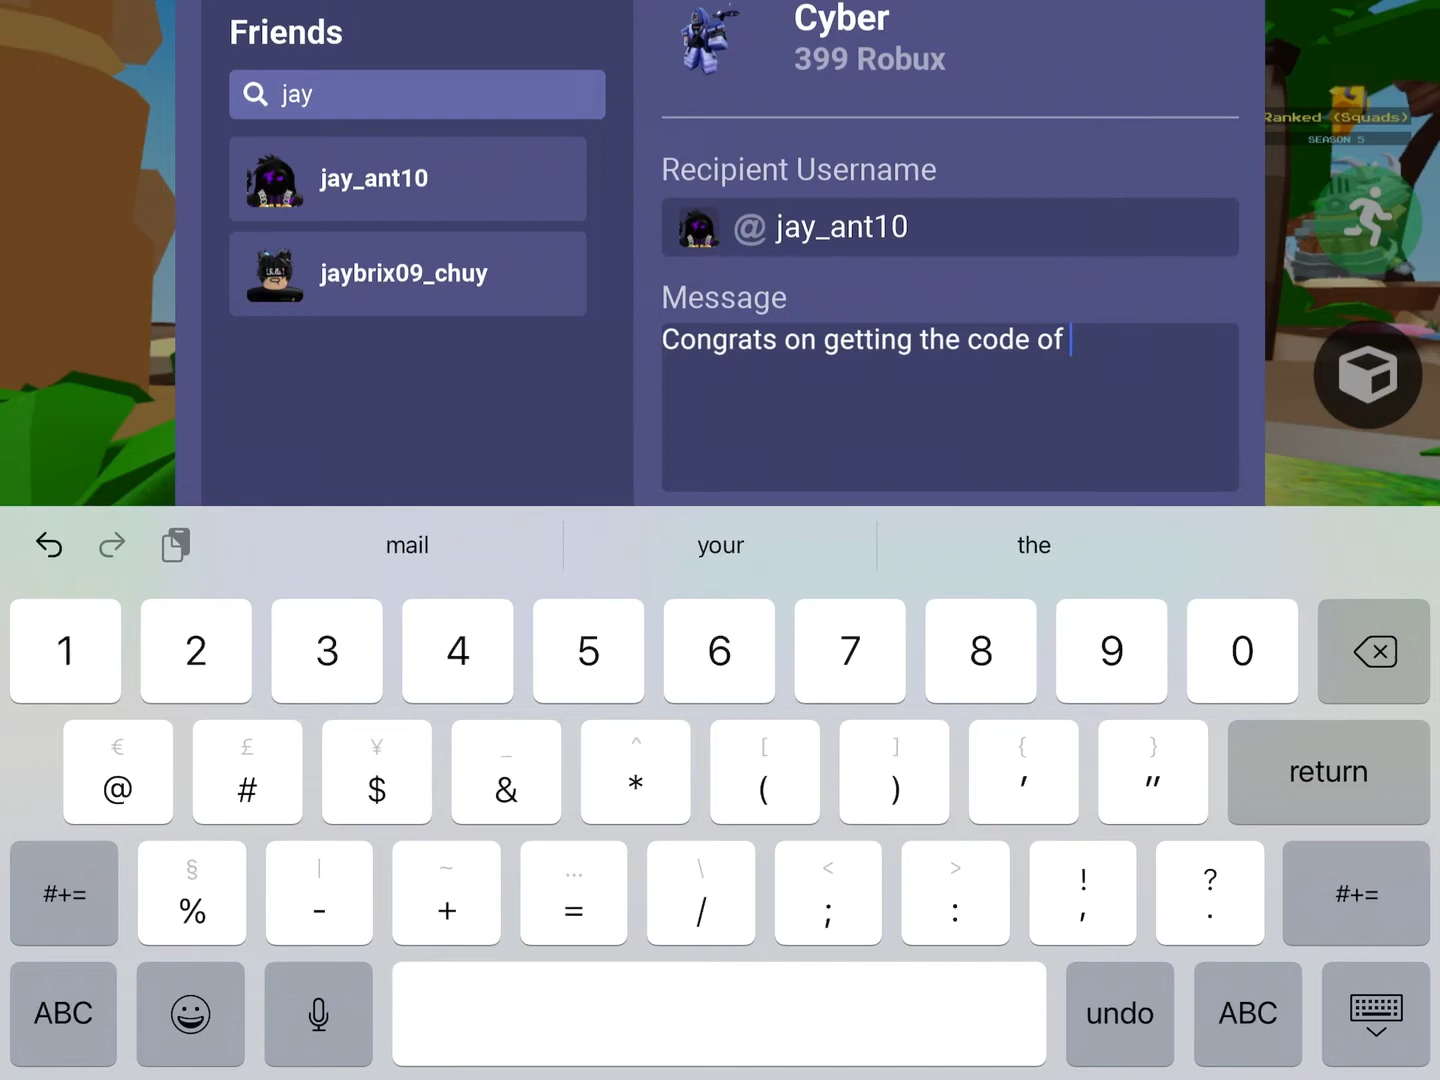 Friends
jay
jay_ant10
jaybrix09_chuy
Cyber
399 Robux
Recipient Username
@ jay_ant10
Message
Congrats on getting the code of
Ranked (Squads)
SEASON 5
mail your the
1 2 3 4 5 6 7 8 9 0
€ £ ¥ _ ^ [ ] { }
@ # $ & * ( ) ' " return
§ | ~ … \ < > ! ?
#+= % - + = / ; : , . #+=
ABC undo ABC